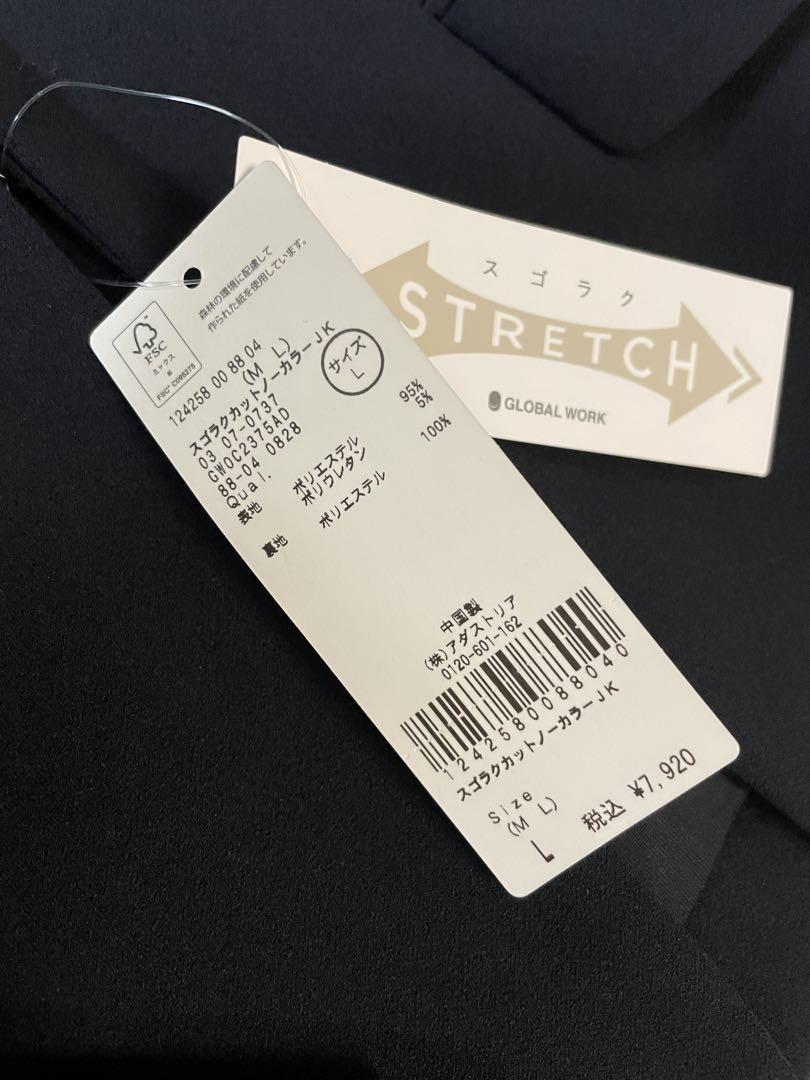 森林の環境に配慮して
作られた紙を使用しています。
FSC
ミックス
紙
FSC® C095275
124258 008 804
(M L)
スゴラクカットノーカラーJK
03 07-0737
GW0C2375AD
88-04 0828
Qual.
サイズ
L
表地 ポリエステル 95%
ポリウレタン 5%
裏地 ポリエステル 100%
中国製
(株)アダストリア
0120-601-162
1242580088040
スゴラクカットノーカラーJK
Size
(M L)
L
税込 ¥7,920
スゴラク
STRETCH
GLOBAL WORK